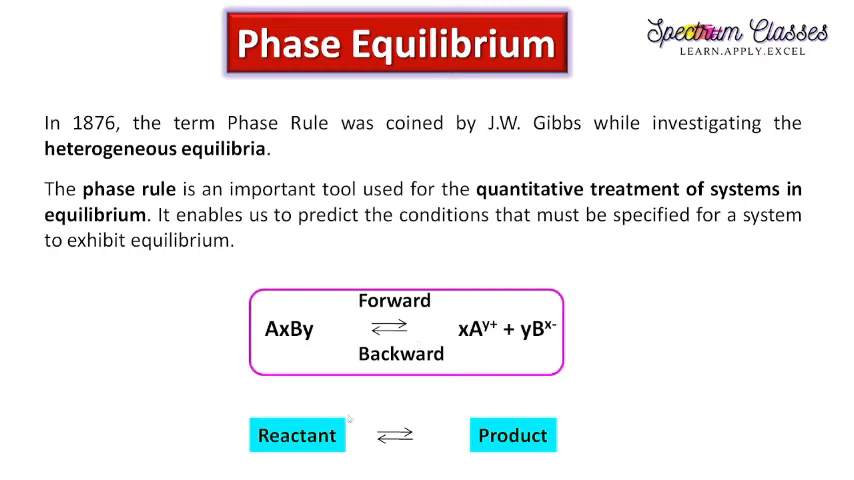 Phase Equilibrium
Spectrum Classes
LEARN.APPLY.EXCEL
In 1876, the term Phase Rule was coined by J.W. Gibbs while investigating the
heterogeneous equilibria.
The phase rule is an important tool used for the quantitative treatment of systems in
equilibrium. It enables us to predict the conditions that must be specified for a system
to exhibit equilibrium.
Forward
AxBy ⇌ xAʸ⁺ + yBˣ⁻
Backward
Reactant ⇌ Product